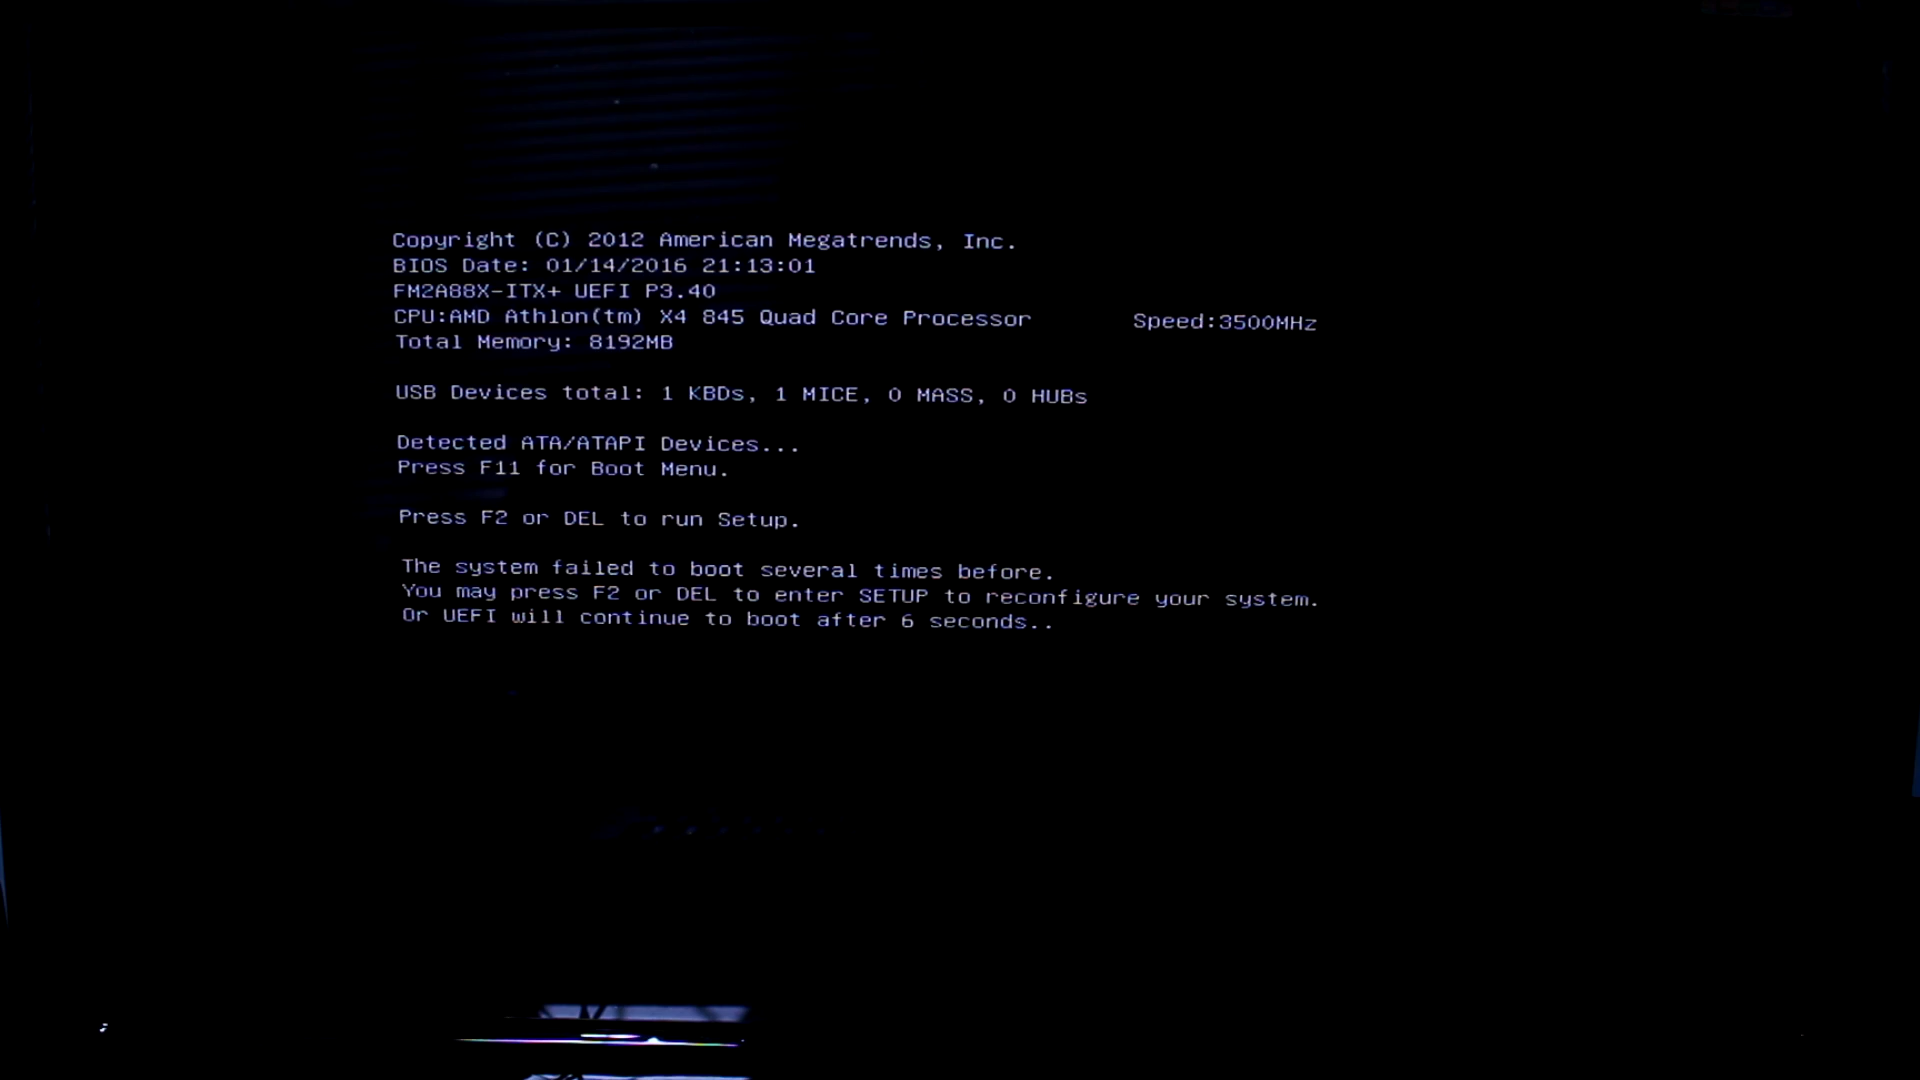 Copyright (C) 2012 American Megatrends, Inc.
BIOS Date: 01/14/2016 21:13:01
FM2A88X-ITX+ UEFI P3.40
CPU:AMD Athlon(tm) X4 845 Quad Core Processor Speed:3500MHz
Total Memory: 8192MB
USB Devices total: 1 KBDs, 1 MICE, 0 MASS, 0 HUBs
Detected ATA/ATAPI Devices...
Press F11 for Boot Menu.
Press F2 or DEL to run Setup.
The system failed to boot several times before.
You may press F2 or DEL to enter SETUP to reconfigure your system.
Or UEFI will continue to boot after 6 seconds..